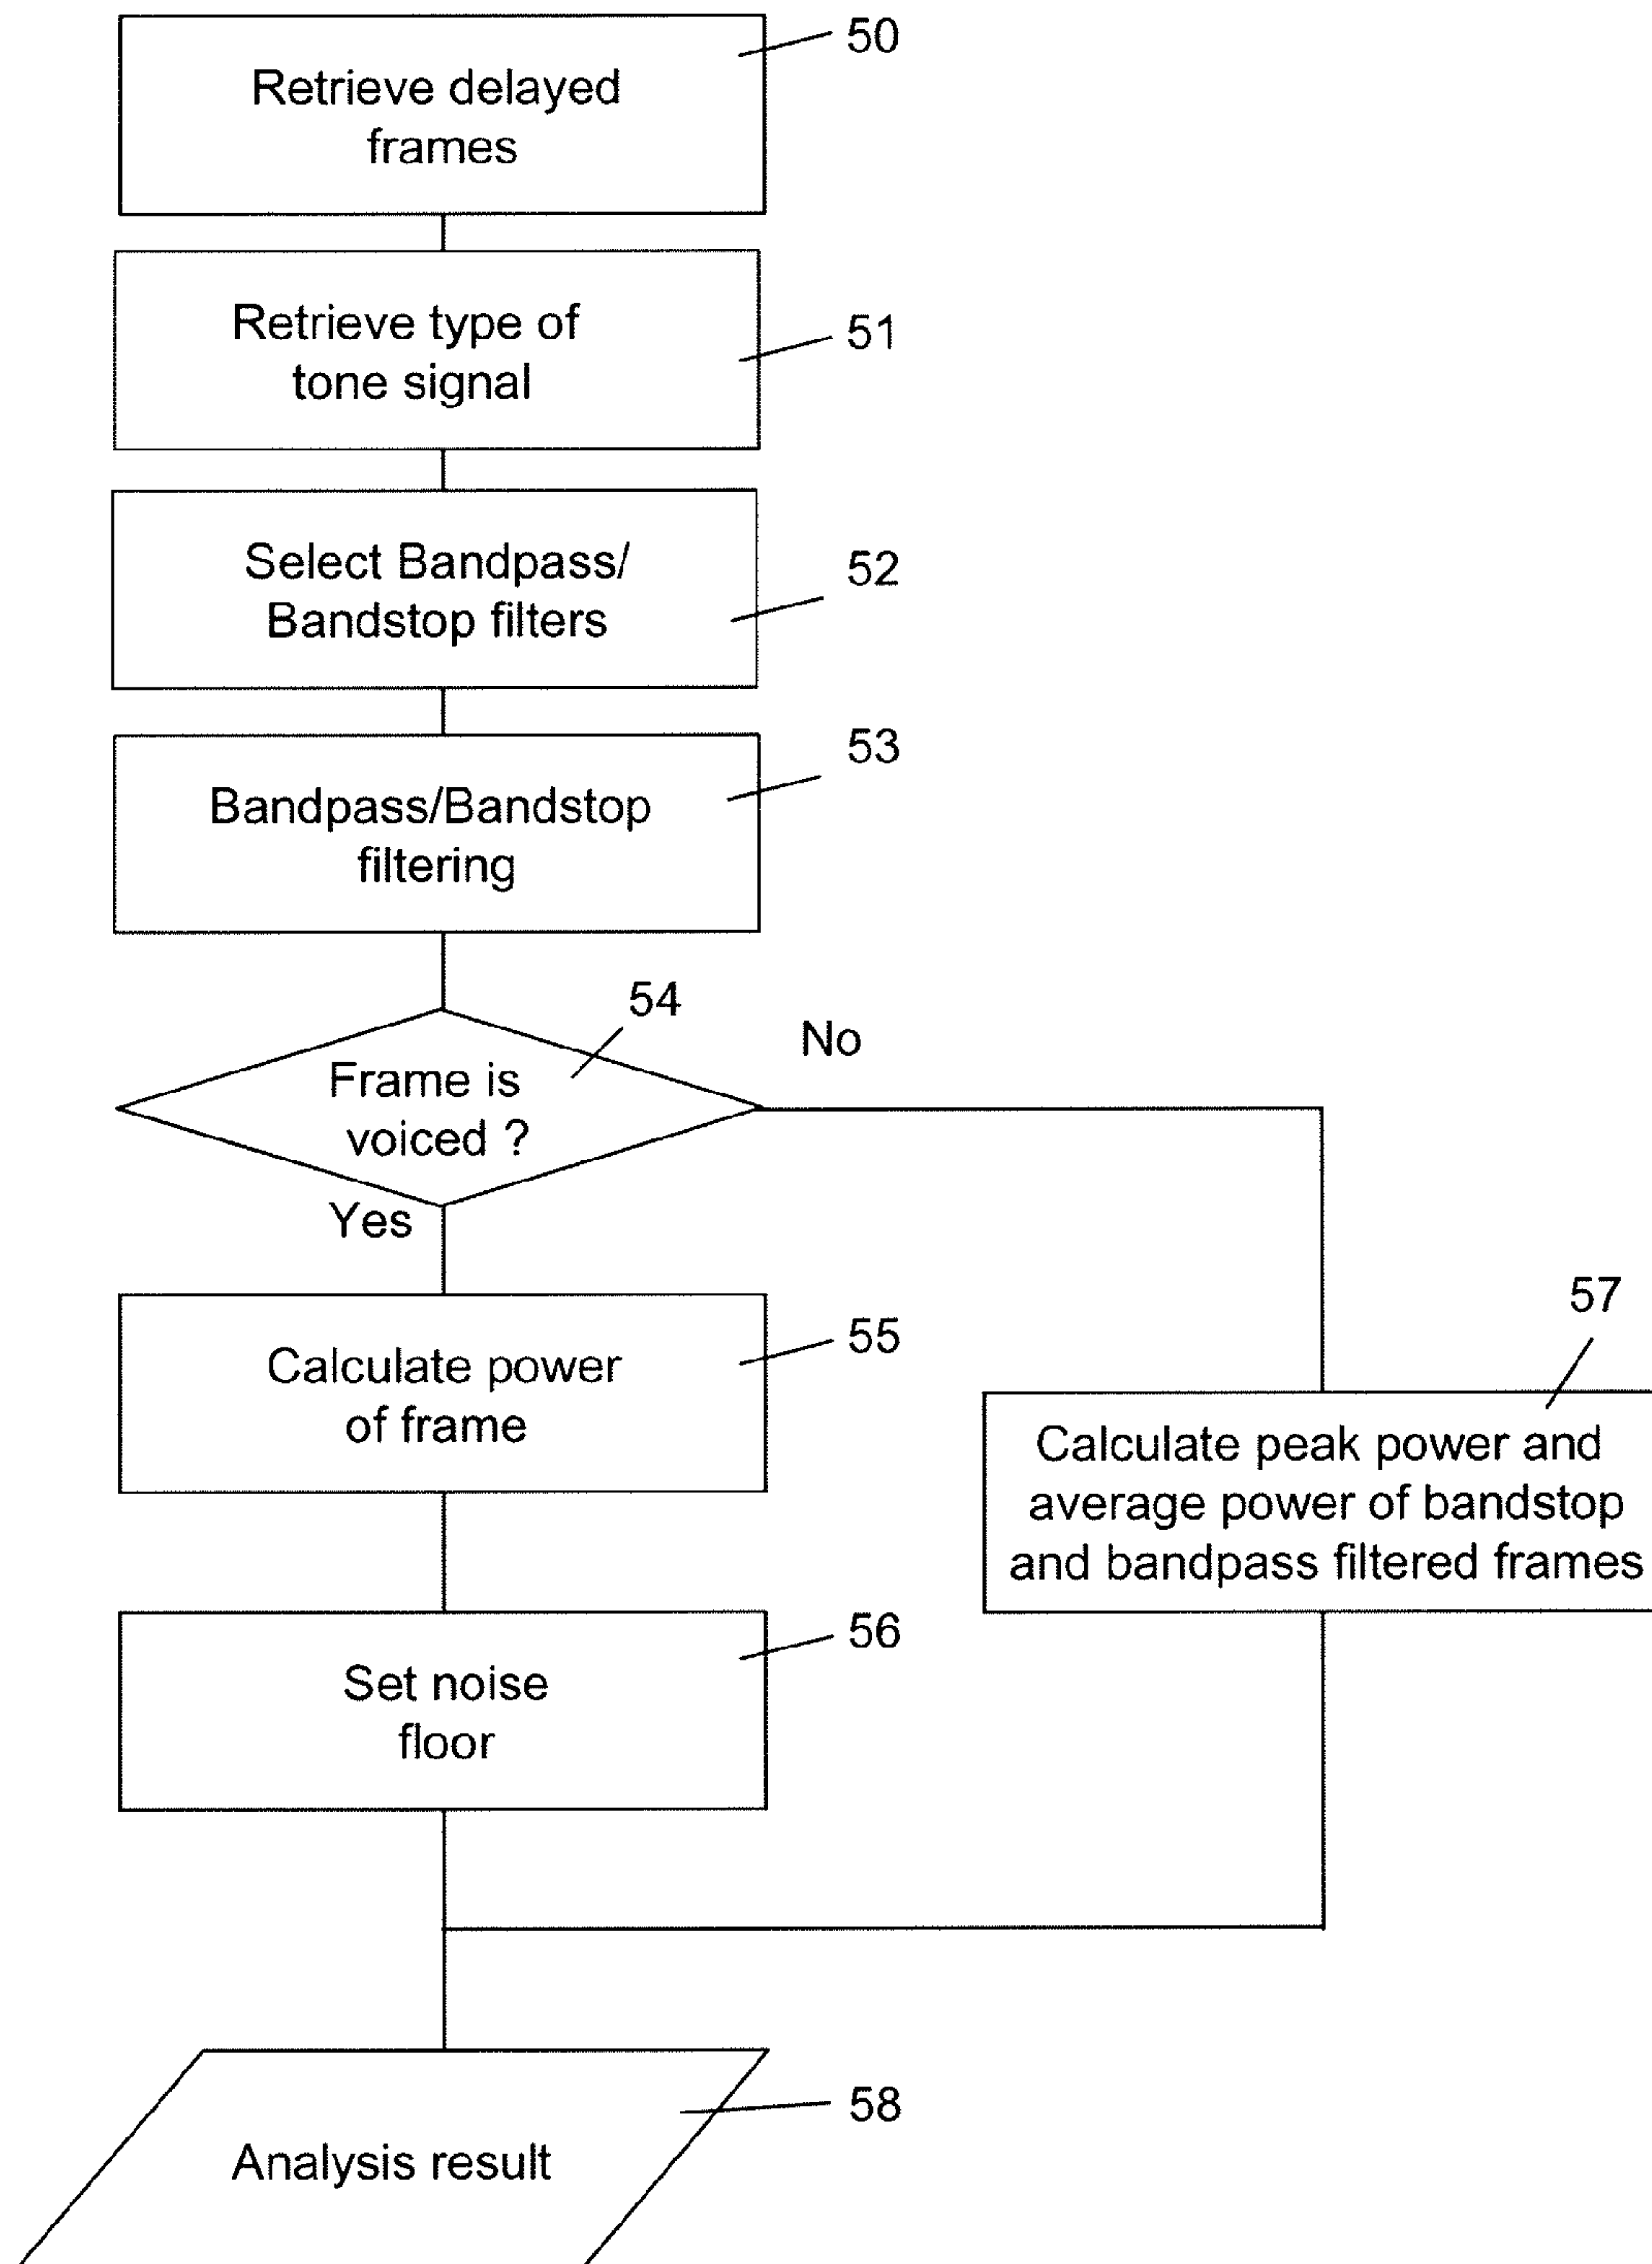 50
Retrieve delayed
frames
Retrieve type of
tone signal
51
Select Bandpass/
Bandstop filters
52
53
Bandpass/Bandstop
filtering
54
No
Frame is
voiced ?
Yes
55
Calculate power
of frame
57
Calculate peak power and
average power of bandstop
and bandpass filtered frames
56
Set noise
floor
58
Analysis result